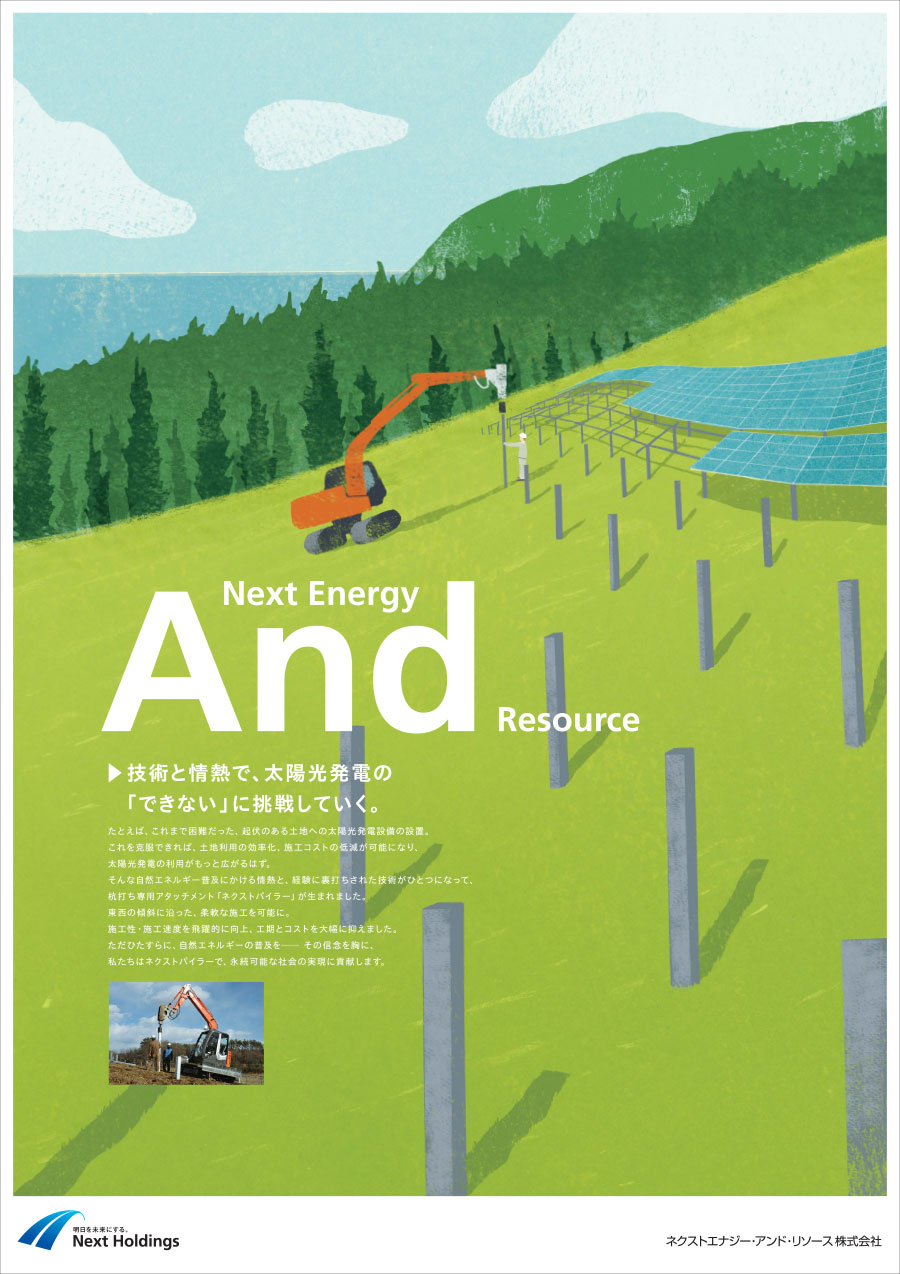 Next Energy
And
Resource
▶技術と情熱で、太陽光発電の
「できない」に挑戦していく。
たとえば、これまで困難だった、起伏のある土地への太陽光発電設備の設置。
これを克服できれば、土地利用の効率化、施工コストの低減が可能になり、
太陽光発電の利用がもっと広がるはず。
そんな自然エネルギー普及にかける情熱と、経験に裏打ちされた技術がひとつになって、
杭打ち専用アタッチメント「ネクストパイラー」が生まれました。
東西の傾斜に沿った、柔軟な施工を可能に。
施工性・施工速度を飛躍的に向上、工期とコストを大幅に抑えました。
ただひたすらに、自然エネルギーの普及を── その信念を胸に、
私たちはネクストパイラーで、永続可能な社会の実現に貢献します。
明日を未来にする。
Next Holdings
ネクストエナジー・アンド・リソース株式会社